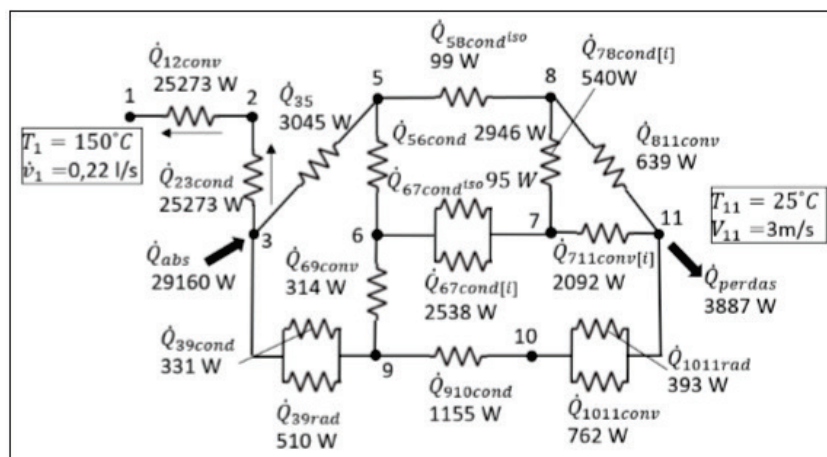 Q̇₅₈cond^iso
99 W
Q̇₇₈cond[i]
540W
Q̇₁₂conv
25273 W
1
2
Q̇₃₅
3045 W
5
8
T₁ = 150°C
v̇₁ =0,22 l/s
Q̇₅₆cond 2946 W
Q̇₈₁₁conv
639 W
Q̇₂₃cond
25273 W
Q̇₆₇cond^iso 95 W
T₁₁ = 25°C
V₁₁ =3m/s
3
6
7
11
Q̇abs
29160 W
Q̇₆₉conv
314 W
Q̇₆₇cond[i]
2538 W
Q̇₇₁₁conv[i]
2092 W
Q̇perdas
3887 W
Q̇₃₉cond
331 W
9
10
Q̇₉₁₀cond
1155 W
Q̇₁₀₁₁rad
393 W
Q̇₃₉rad
510 W
Q̇₁₀₁₁conv
762 W